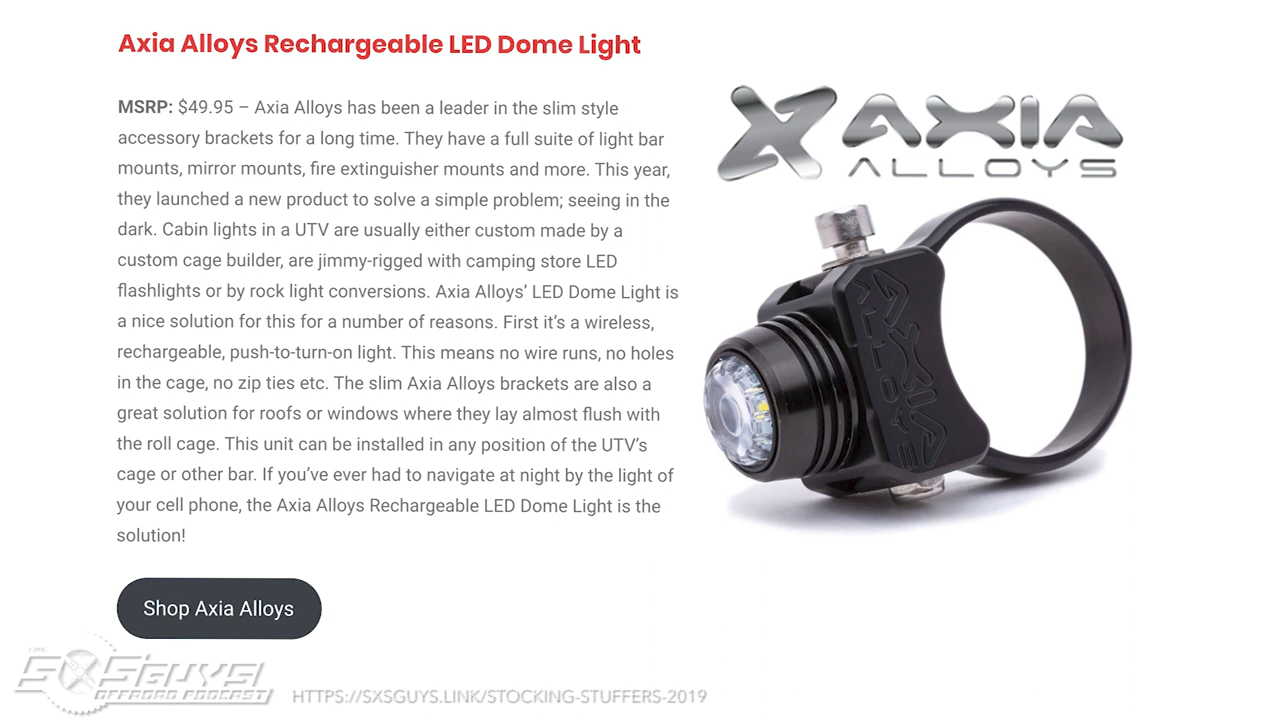 Axia Alloys Rechargeable LED Dome Light
MSRP: $49.95 – Axia Alloys has been a leader in the slim style
accessory brackets for a long time. They have a full suite of light bar
mounts, mirror mounts, fire extinguisher mounts and more. This year,
they launched a new product to solve a simple problem; seeing in the
dark. Cabin lights in a UTV are usually either custom made by a
custom cage builder, are jimmy-rigged with camping store LED
flashlights or by rock light conversions. Axia Alloys’ LED Dome Light is
a nice solution for this for a number of reasons. First it’s a wireless,
rechargeable, push-to-turn-on light. This means no wire runs, no holes
in the cage, no zip ties etc. The slim Axia Alloys brackets are also a
great solution for roofs or windows where they lay almost flush with
the roll cage. This unit can be installed in any position of the UTV’s
cage or other bar. If you’ve ever had to navigate at night by the light of
your cell phone, the Axia Alloys Rechargeable LED Dome Light is the
solution!
Shop Axia Alloys
AXIA
ALLOYS
AXIA
ALLOYS
THE
SXSGUYS
OFFROAD PODCAST
HTTPS://SXSGUYS.LINK/STOCKING-STUFFERS-2019